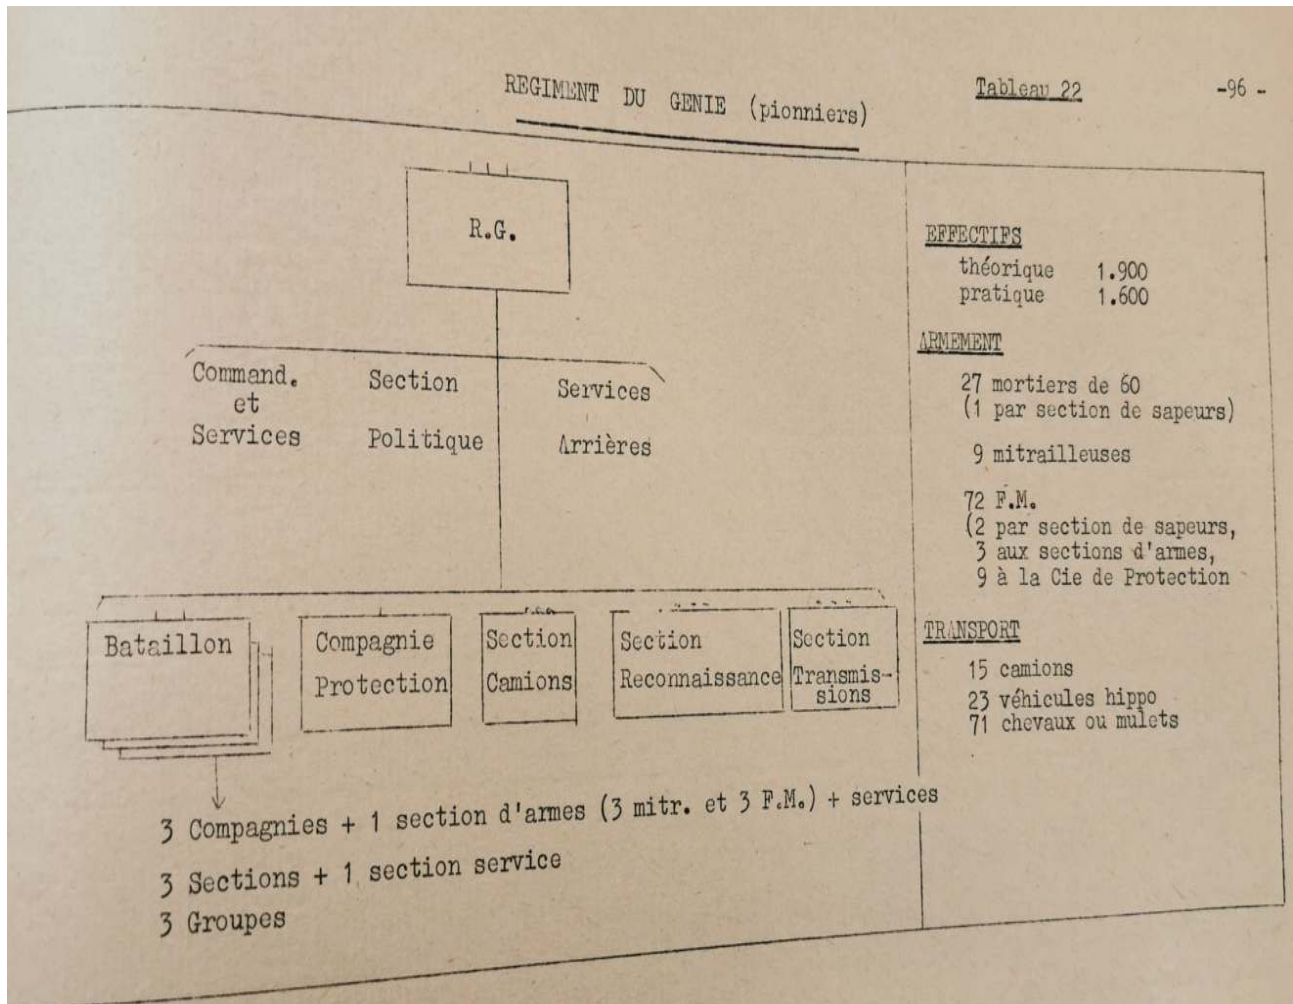 REGIMENT DU GENIE (pionniers)
Tableau 22
-96 -
R.G.
Command.
et
Services
Section
Politique
Services
Arrières
Bataillon
Compagnie
Protection
Section
Camions
Section
Reconnaissance
Section
Transmis-
sions
3 Compagnies + 1 section d'armes (3 mitr. et 3 F.M.) + services
3 Sections + 1 section service
3 Groupes
EFFECTIFS
théorique 1.900
pratique 1.600
ARMEMENT
27 mortiers de 60
(1 par section de sapeurs)
9 mitrailleuses
72 F.M.
(2 par section de sapeurs,
3 aux sections d'armes,
9 à la Cie de Protection
TRANSPORT
15 camions
23 véhicules hippo
71 chevaux ou mulets